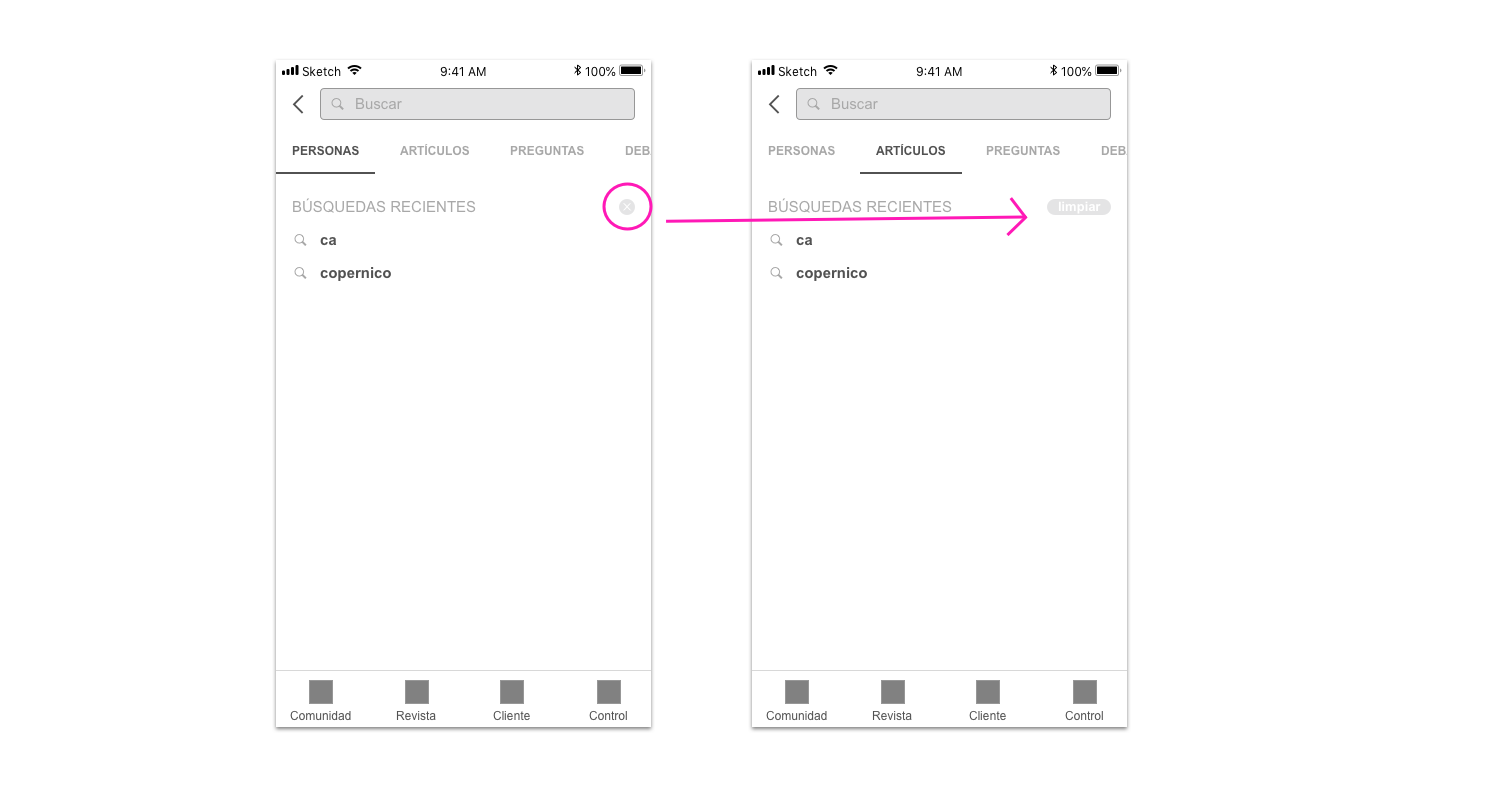 Sketch 9:41 AM 100%
Buscar
PERSONAS ARTÍCULOS PREGUNTAS DEB
BÚSQUEDAS RECIENTES
ca
copernico
Comunidad Revista Cliente Control
Sketch 9:41 AM 100%
Buscar
PERSONAS ARTÍCULOS PREGUNTAS DEB
BÚSQUEDAS RECIENTES limpiar
ca
copernico
Comunidad Revista Cliente Control